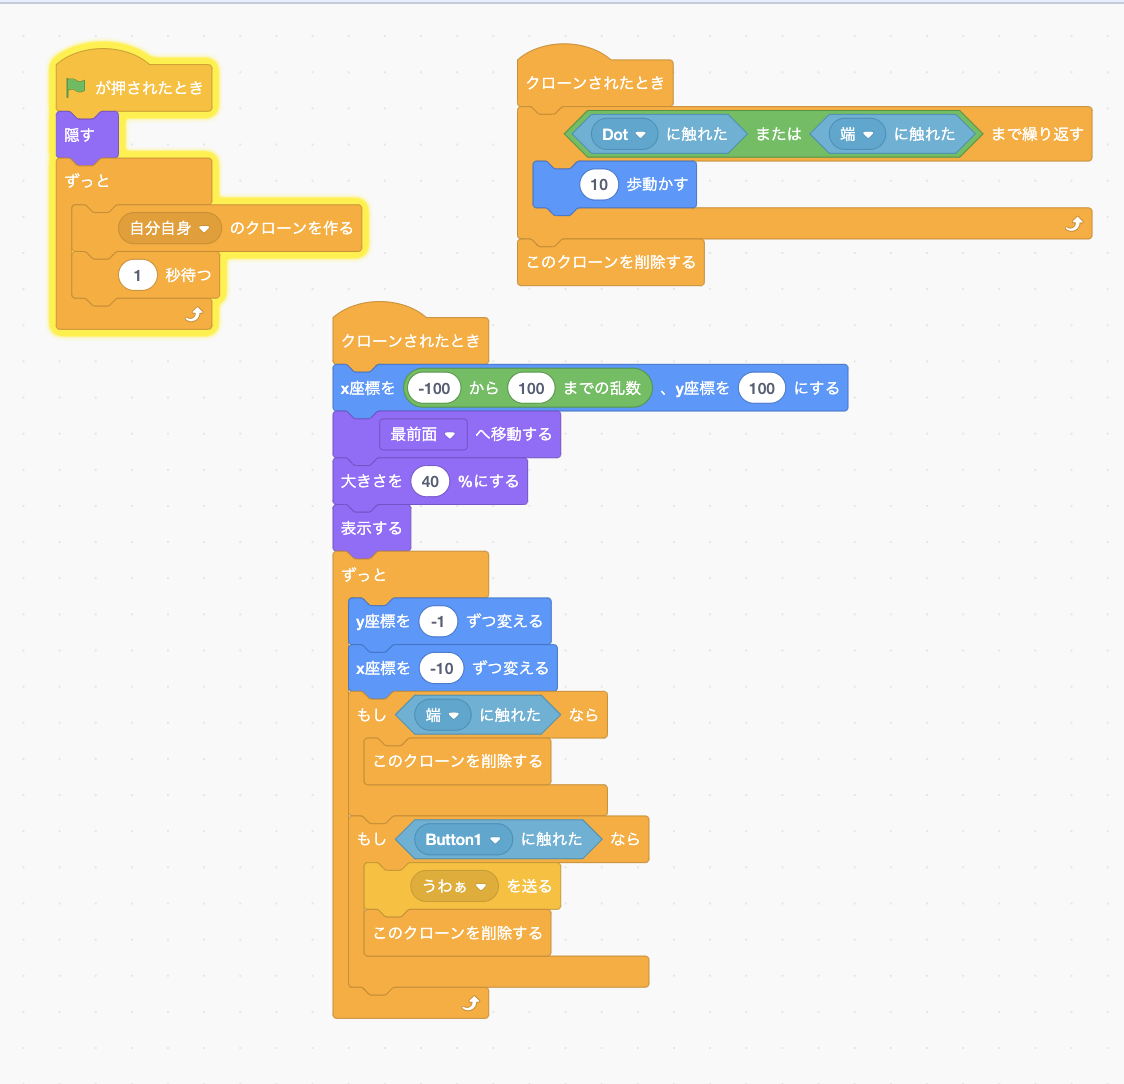 が押されたとき
隠す
ずっと
自分自身 のクローンを作る
1 秒待つ
クローンされたとき
Dot に触れた または 端 に触れた まで繰り返す
10 歩動かす
このクローンを削除する
クローンされたとき
x座標を -100 から 100 までの乱数 、y座標を 100 にする
最前面 へ移動する
大きさを 40 %にする
表示する
ずっと
y座標を -1 ずつ変える
x座標を -10 ずつ変える
もし 端 に触れた なら
このクローンを削除する
もし Button1 に触れた なら
うわぁ を送る
このクローンを削除する